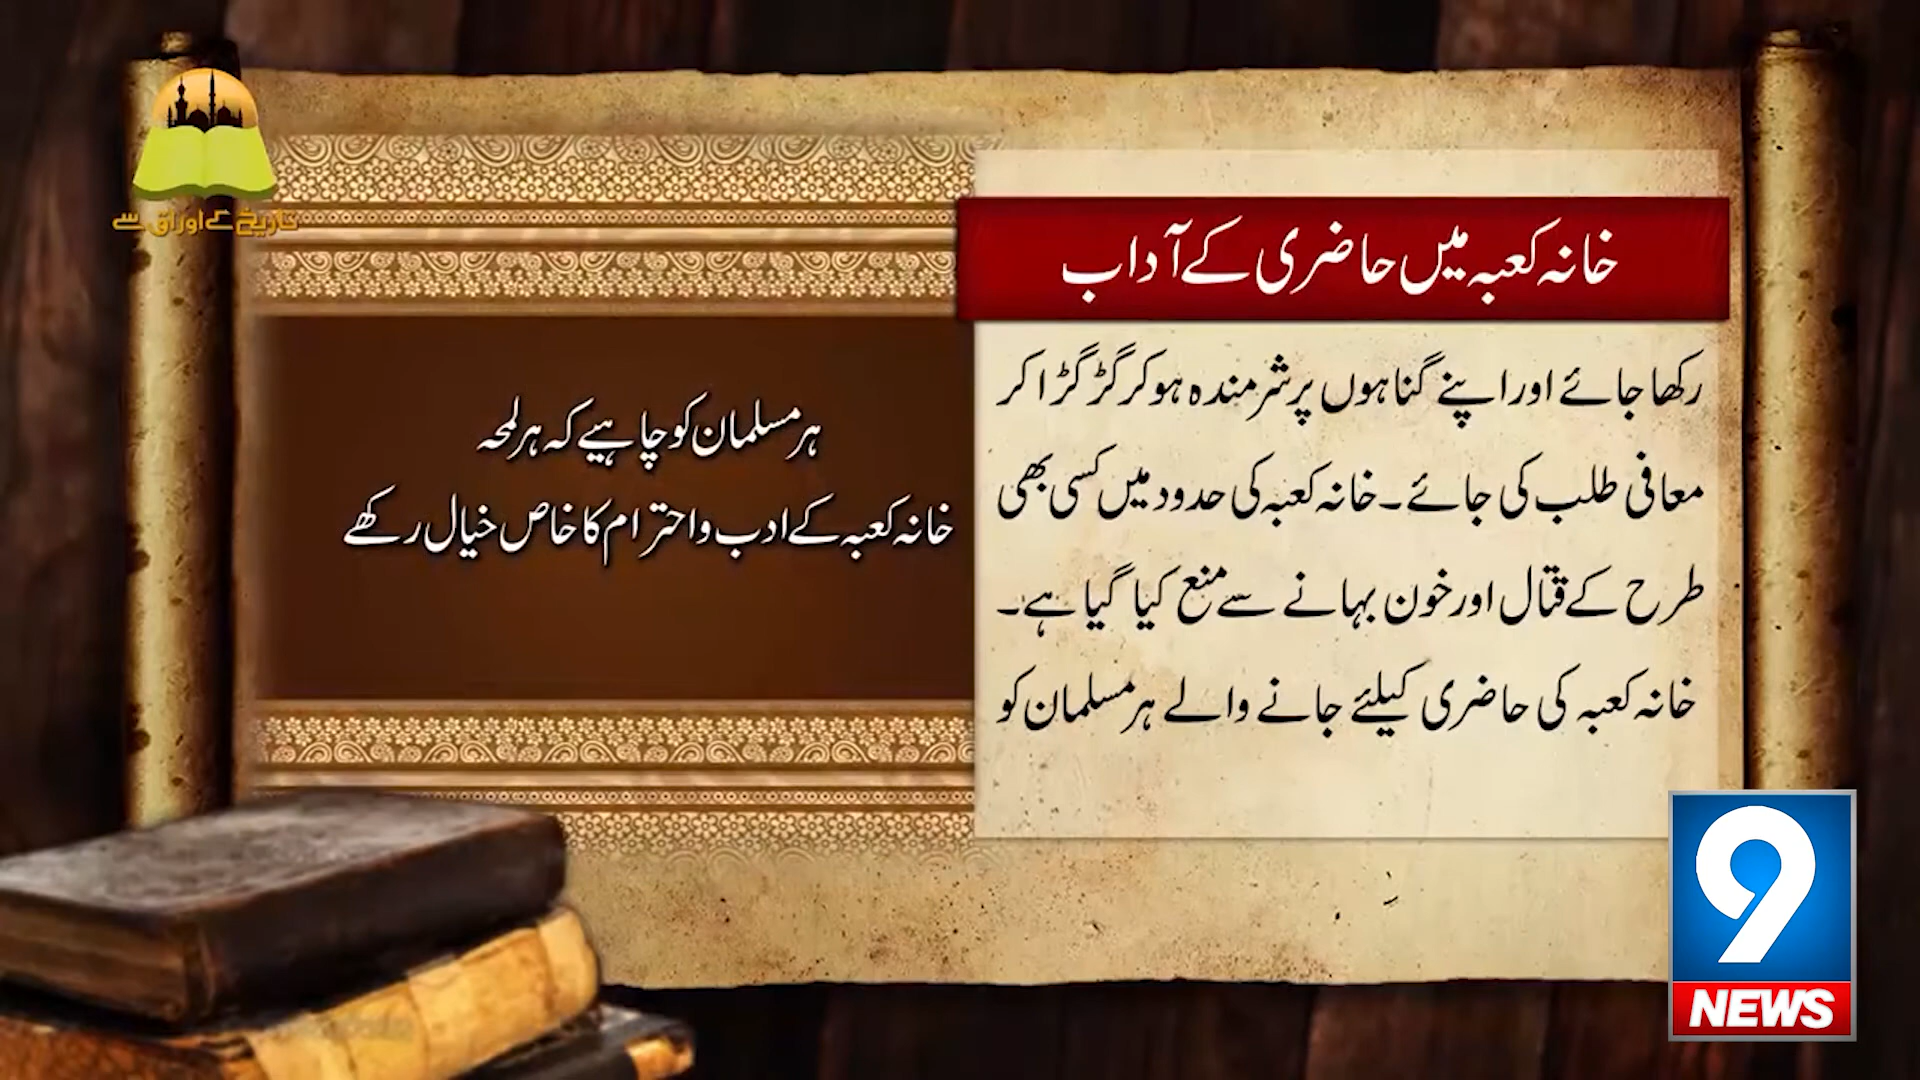 تاریخ کے اوراق سے
خانہ کعبہ میں حاضری کے آداب
رکھا جائے اور اپنے گناہوں پر شرمندہ ہو کر گڑگڑا کر
معافی طلب کی جائے۔ خانہ کعبہ کی حدود میں کسی بھی
طرح کے قتال اور خون بہانے سے منع کیا گیا ہے۔
خانہ کعبہ کی حاضری کیلئے جانے والے ہر مسلمان کو
ہر مسلمان کو چاہیے کہ ہر لمحہ
خانہ کعبہ کے ادب و احترام کا خاص خیال رکھے
9
NEWS